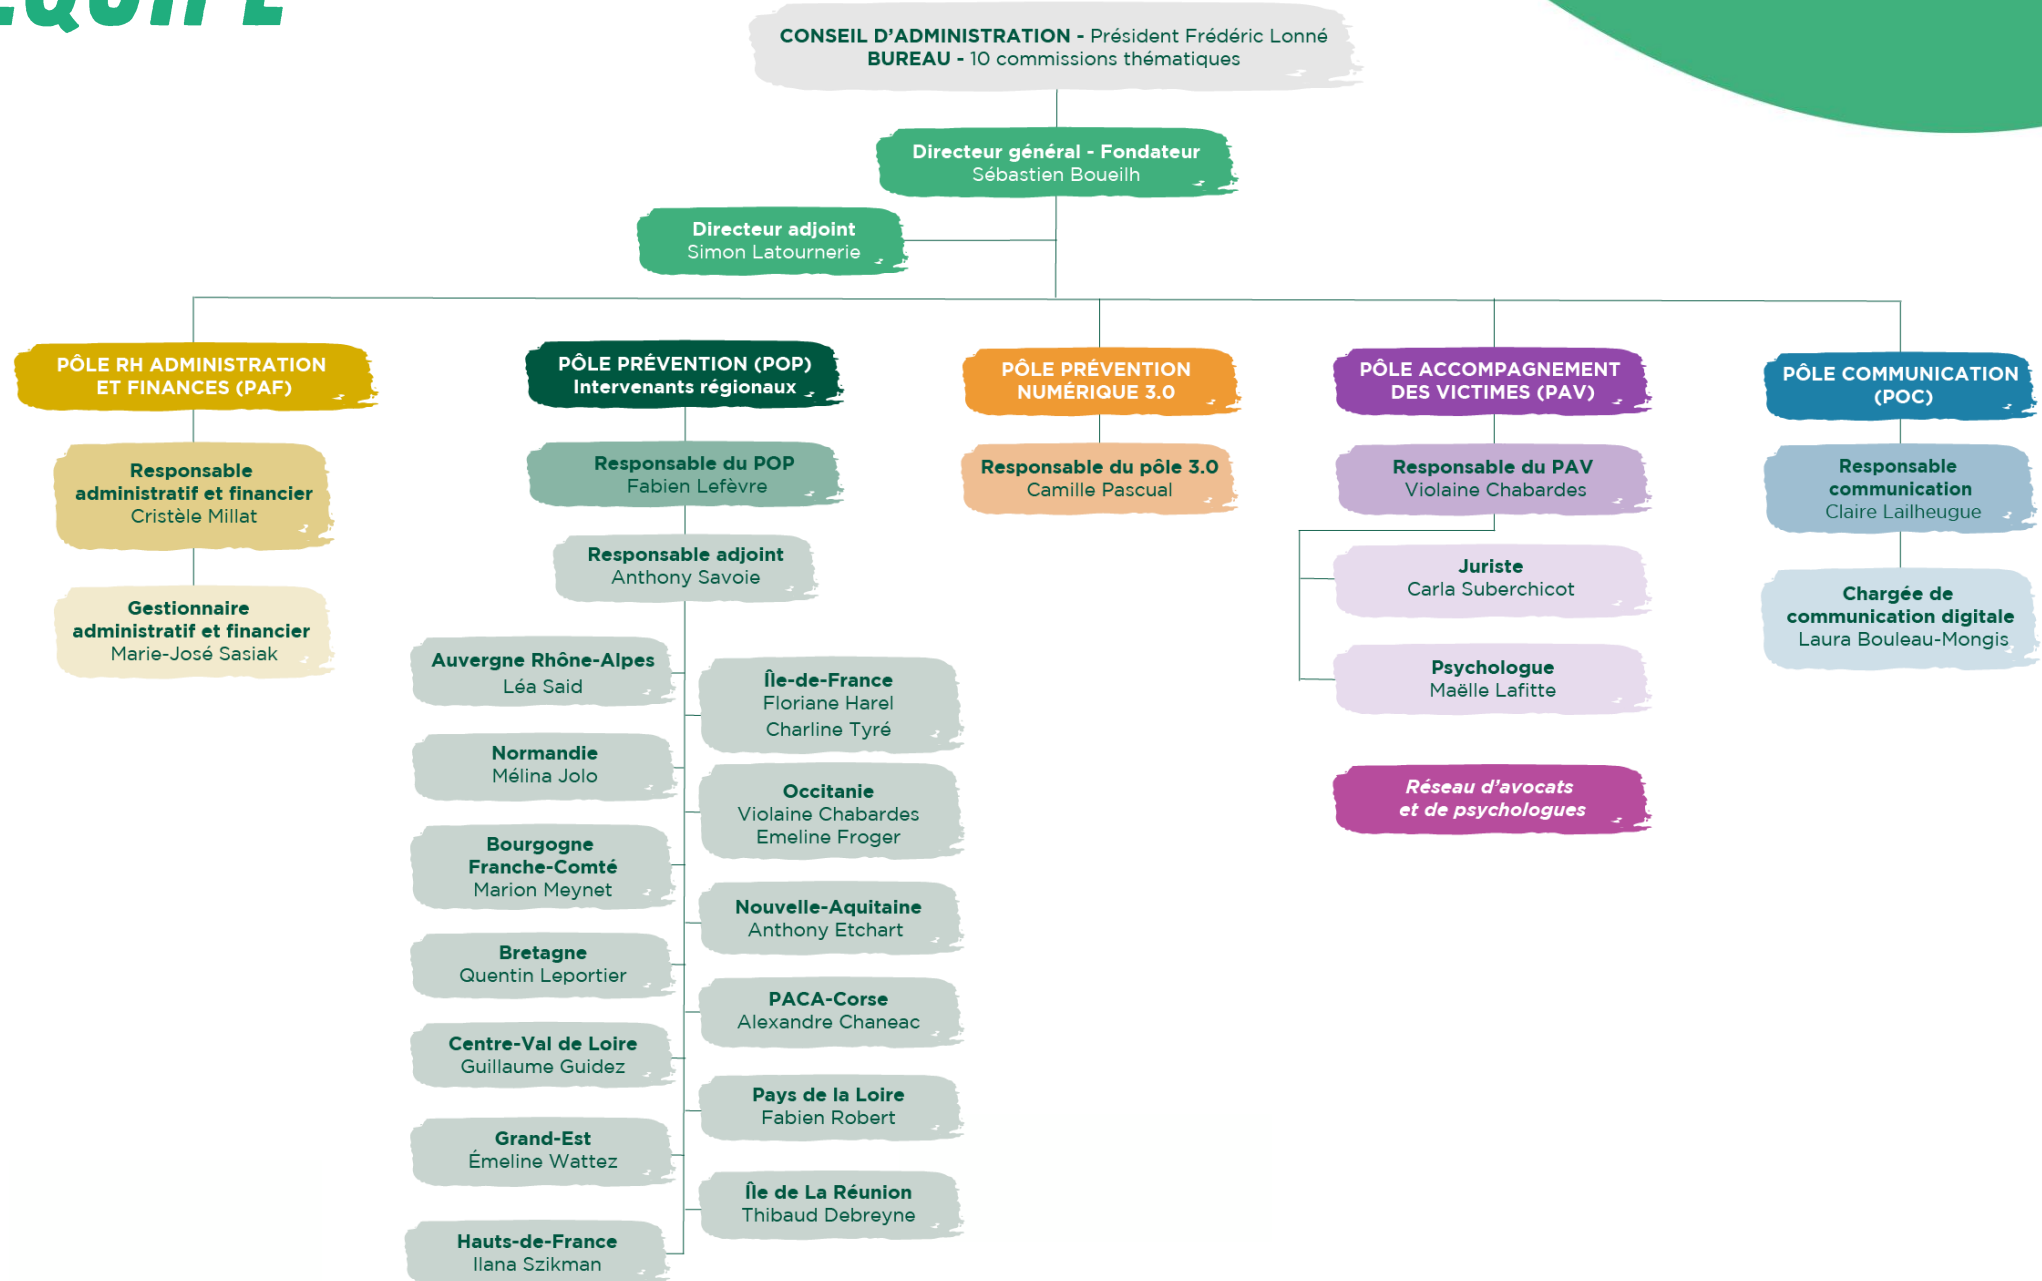 ÉQUIPE
CONSEIL D'ADMINISTRATION - Président Frédéric Lonné
BUREAU - 10 commissions thématiques
Directeur général - Fondateur
Sébastien Boueilh
Directeur adjoint
Simon Latournerie
PÔLE RH ADMINISTRATION
ET FINANCES (PAF)
Responsable
administratif et financier
Cristèle Millat
Gestionnaire
administratif et financier
Marie-José Sasiak
PÔLE PRÉVENTION (POP)
Intervenants régionaux
Responsable du POP
Fabien Lefèvre
Responsable adjoint
Anthony Savoie
Auvergne Rhône-Alpes
Léa Said
Normandie
Mélina Jolo
Bourgogne
Franche-Comté
Marion Meynet
Bretagne
Quentin Leportier
Centre-Val de Loire
Guillaume Guidez
Grand-Est
Émeline Wattez
Hauts-de-France
Ilana Szikman
Île-de-France
Floriane Harel
Charline Tyré
Occitanie
Violaine Chabardes
Emeline Froger
Nouvelle-Aquitaine
Anthony Etchart
PACA-Corse
Alexandre Chaneac
Pays de la Loire
Fabien Robert
Île de La Réunion
Thibaud Debreyne
PÔLE PRÉVENTION
NUMÉRIQUE 3.0
Responsable du pôle 3.0
Camille Pascual
PÔLE ACCOMPAGNEMENT
DES VICTIMES (PAV)
Responsable du PAV
Violaine Chabardes
Juriste
Carla Suberchicot
Psychologue
Maëlle Lafitte
Réseau d'avocats
et de psychologues
PÔLE COMMUNICATION
(POC)
Responsable
communication
Claire Lailheugue
Chargée de
communication digitale
Laura Bouleau-Mongis